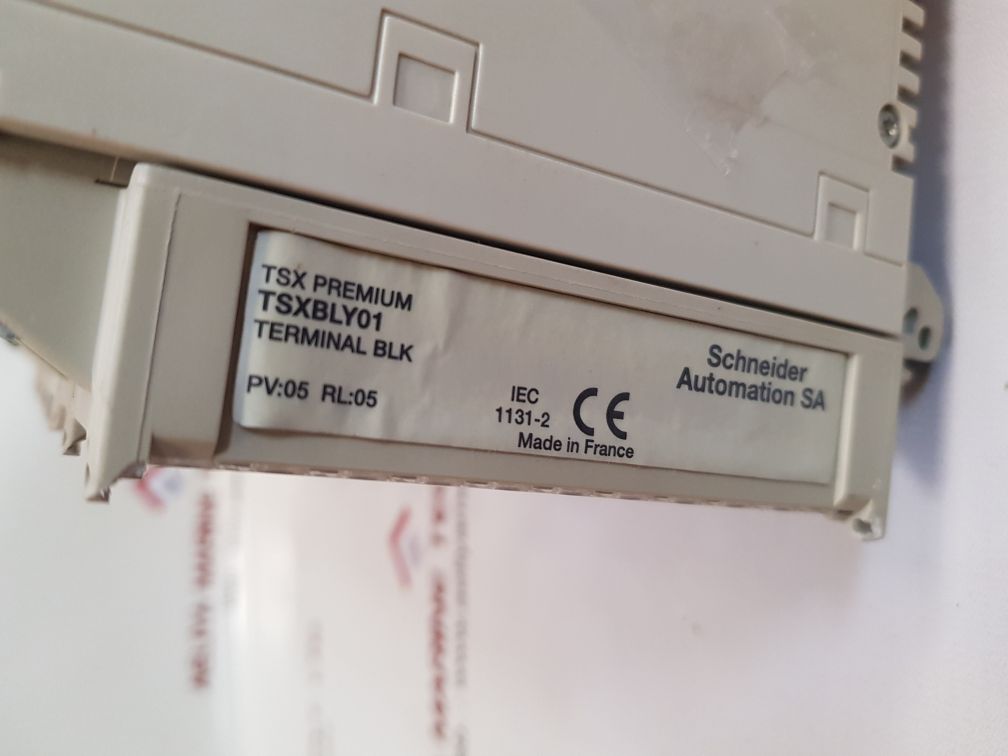 TSX PREMIUM
TSXBLY01
TERMINAL BLK
PV:05 RL:05
IEC
1131-2
CE
Made in France
Schneider
Automation SA